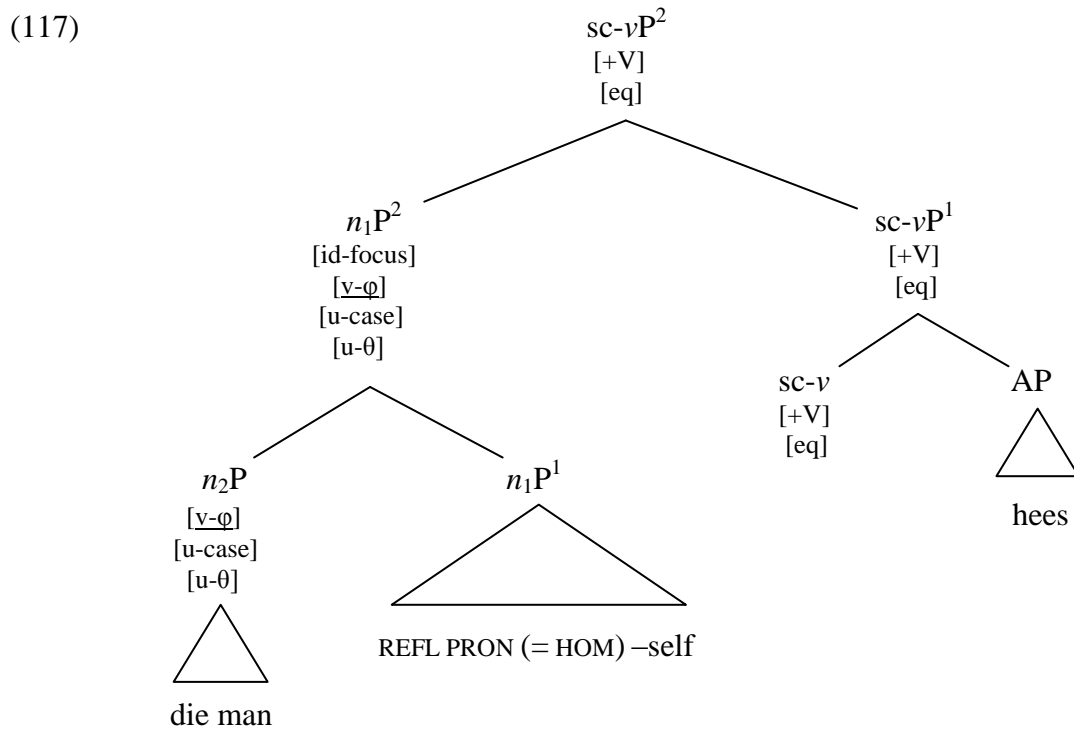 (117)
sc-vP²
[+V]
[eq]
n₁P² sc-vP¹
[id-focus] [+V]
[v-φ] [eq]
[u-case]
[u-θ]
sc-v AP
[+V]
[eq]
n₂P n₁P¹
[v-φ] hees
[u-case]
[u-θ]
REFL PRON (= HOM) –self
die man